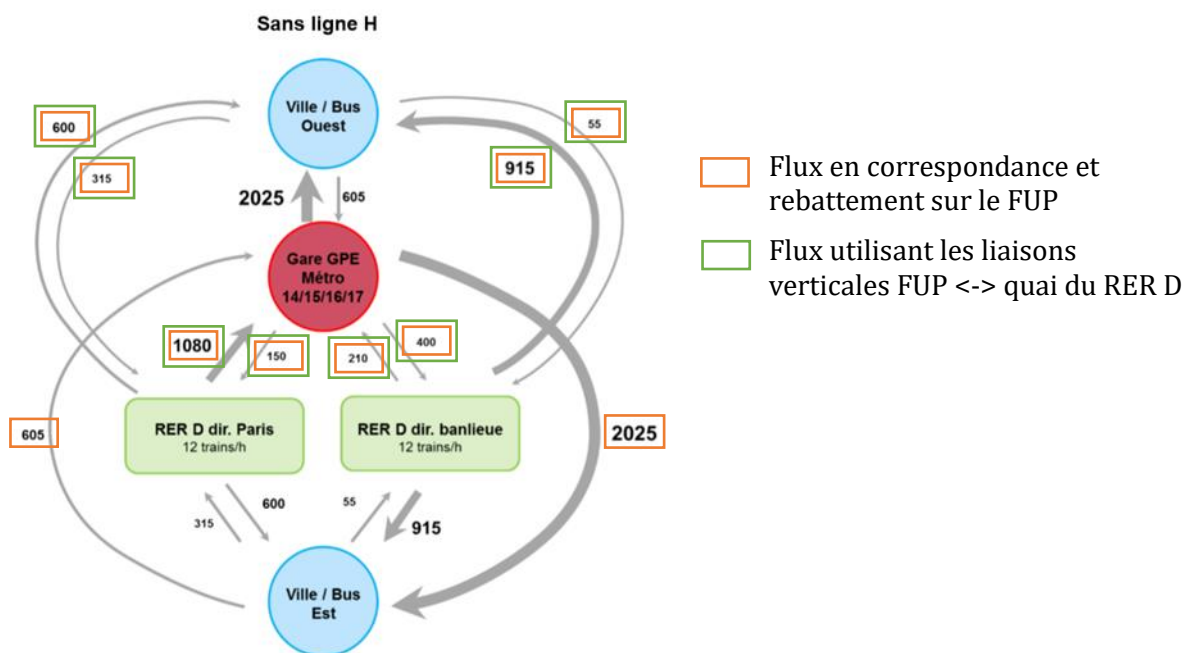 Sans ligne H
Ville / Bus
Ouest
600
315
55
915
2025
605
Gare GPE
Métro
14/15/16/17
1080
150
210
400
605
RER D dir. Paris
12 trains/h
RER D dir. banlieue
12 trains/h
2025
315
600
55
915
Ville / Bus
Est
Flux en correspondance et
rebattement sur le FUP
Flux utilisant les liaisons
verticales FUP <-> quai du RER D